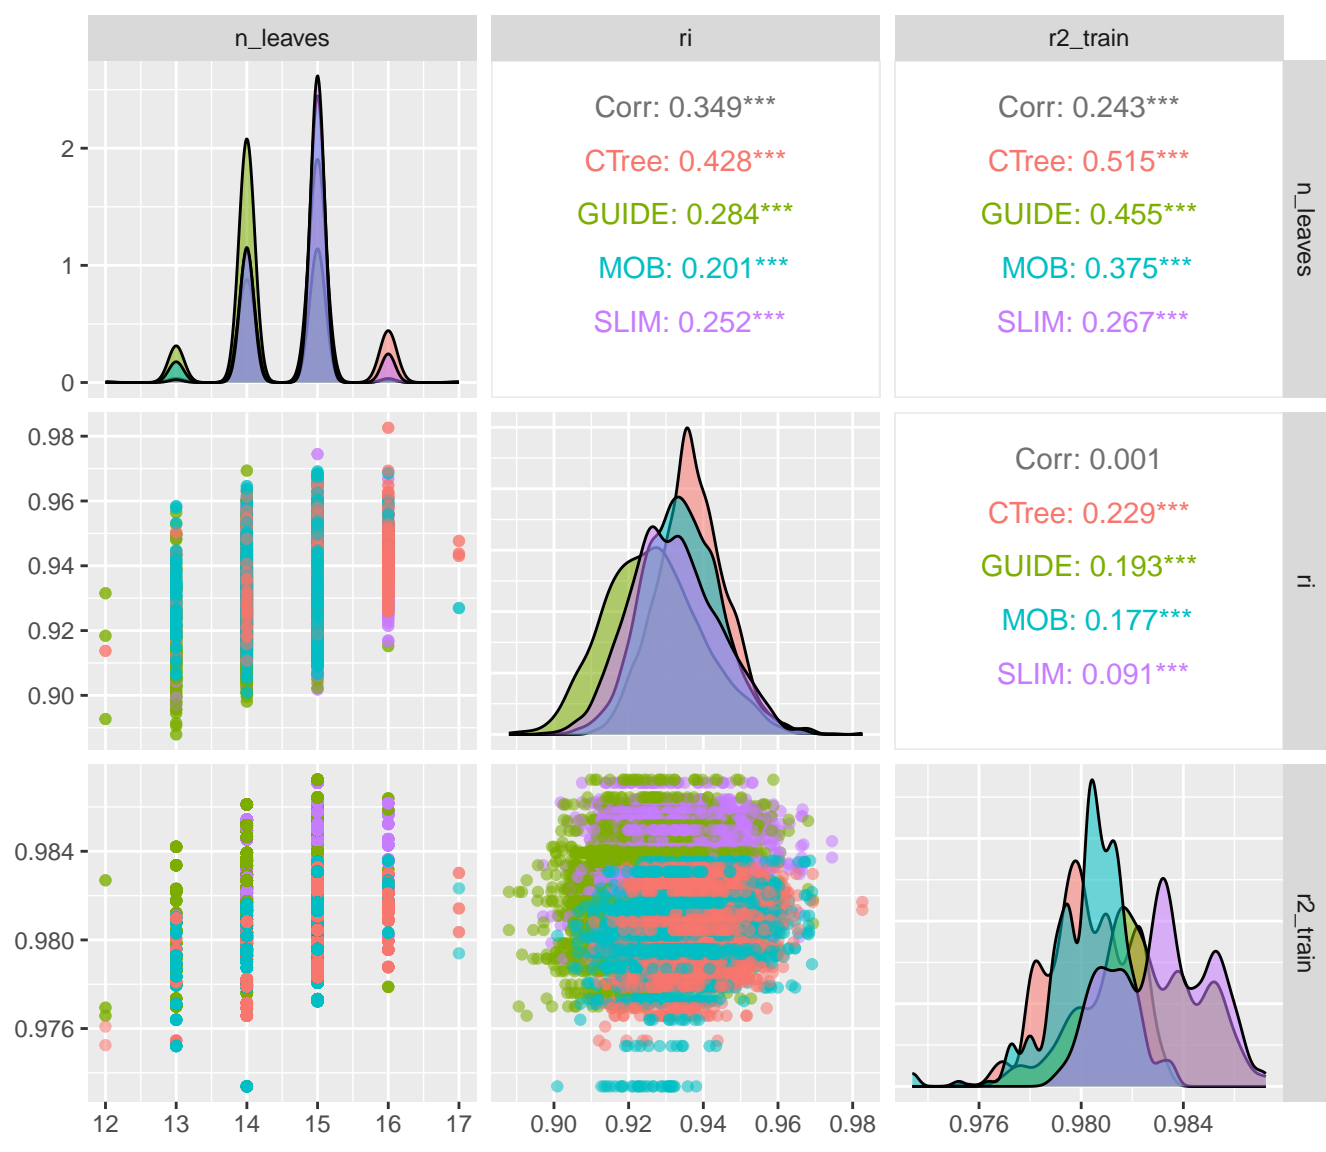 n_leaves
ri
r2_train
2
1
0
Corr: 0.349***
CTree: 0.428***
GUIDE: 0.284***
MOB: 0.201***
SLIM: 0.252***
Corr: 0.243***
CTree: 0.515***
GUIDE: 0.455***
MOB: 0.375***
SLIM: 0.267***
n_leaves
0.98
0.96
0.94
0.92
0.90
Corr: 0.001
CTree: 0.229***
GUIDE: 0.193***
MOB: 0.177***
SLIM: 0.091***
ri
0.984
0.980
0.976
r2_train
12 13 14 15 16 17
0.90 0.92 0.94 0.96 0.98
0.976 0.980 0.984